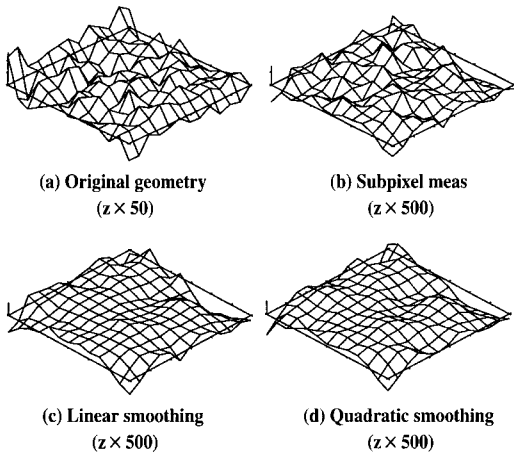 (a) Original geometry
(z × 50)
(b) Subpixel meas
(z × 500)
(c) Linear smoothing
(z × 500)
(d) Quadratic smoothing
(z × 500)